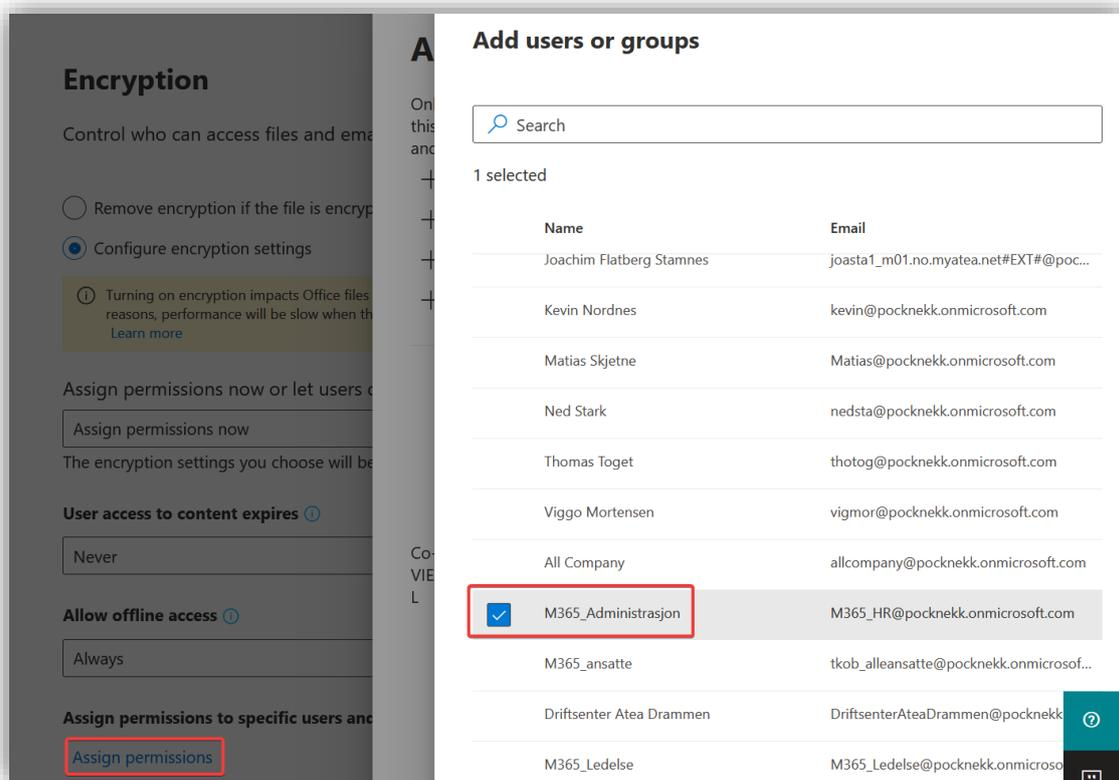 Encryption
Control who can access files and ema
Remove encryption if the file is encryp
Configure encryption settings
Turning on encryption impacts Office files
reasons, performance will be slow when th
Learn more
Assign permissions now or let users c
Assign permissions now
The encryption settings you choose will be
User access to content expires
Never
Allow offline access
Always
Assign permissions to specific users and
Assign permissions
A
Onl
this
and
Co-
VIE
L
Add users or groups
Search
1 selected
Name Email
Joachim Flatberg Stamnes joasta1_m01.no.myatea.net#EXT#@poc...
Kevin Nordnes kevin@pocknekk.onmicrosoft.com
Matias Skjetne Matias@pocknekk.onmicrosoft.com
Ned Stark nedsta@pocknekk.onmicrosoft.com
Thomas Toget thotog@pocknekk.onmicrosoft.com
Viggo Mortensen vigmor@pocknekk.onmicrosoft.com
All Company allcompany@pocknekk.onmicrosoft.com
M365_Administrasjon M365_HR@pocknekk.onmicrosoft.com
M365_ansatte tkob_alleansatte@pocknekk.onmicrosof...
Driftsenter Atea Drammen DriftsenterAteaDrammen@pocknekk
M365_Ledelse M365_Ledelse@pocknekk.onmicroso